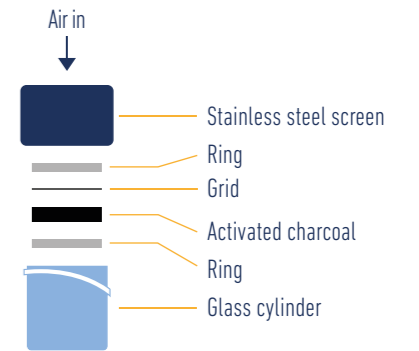 Air in
Stainless steel screen
Ring
Grid
Activated charcoal
Ring
Glass cylinder